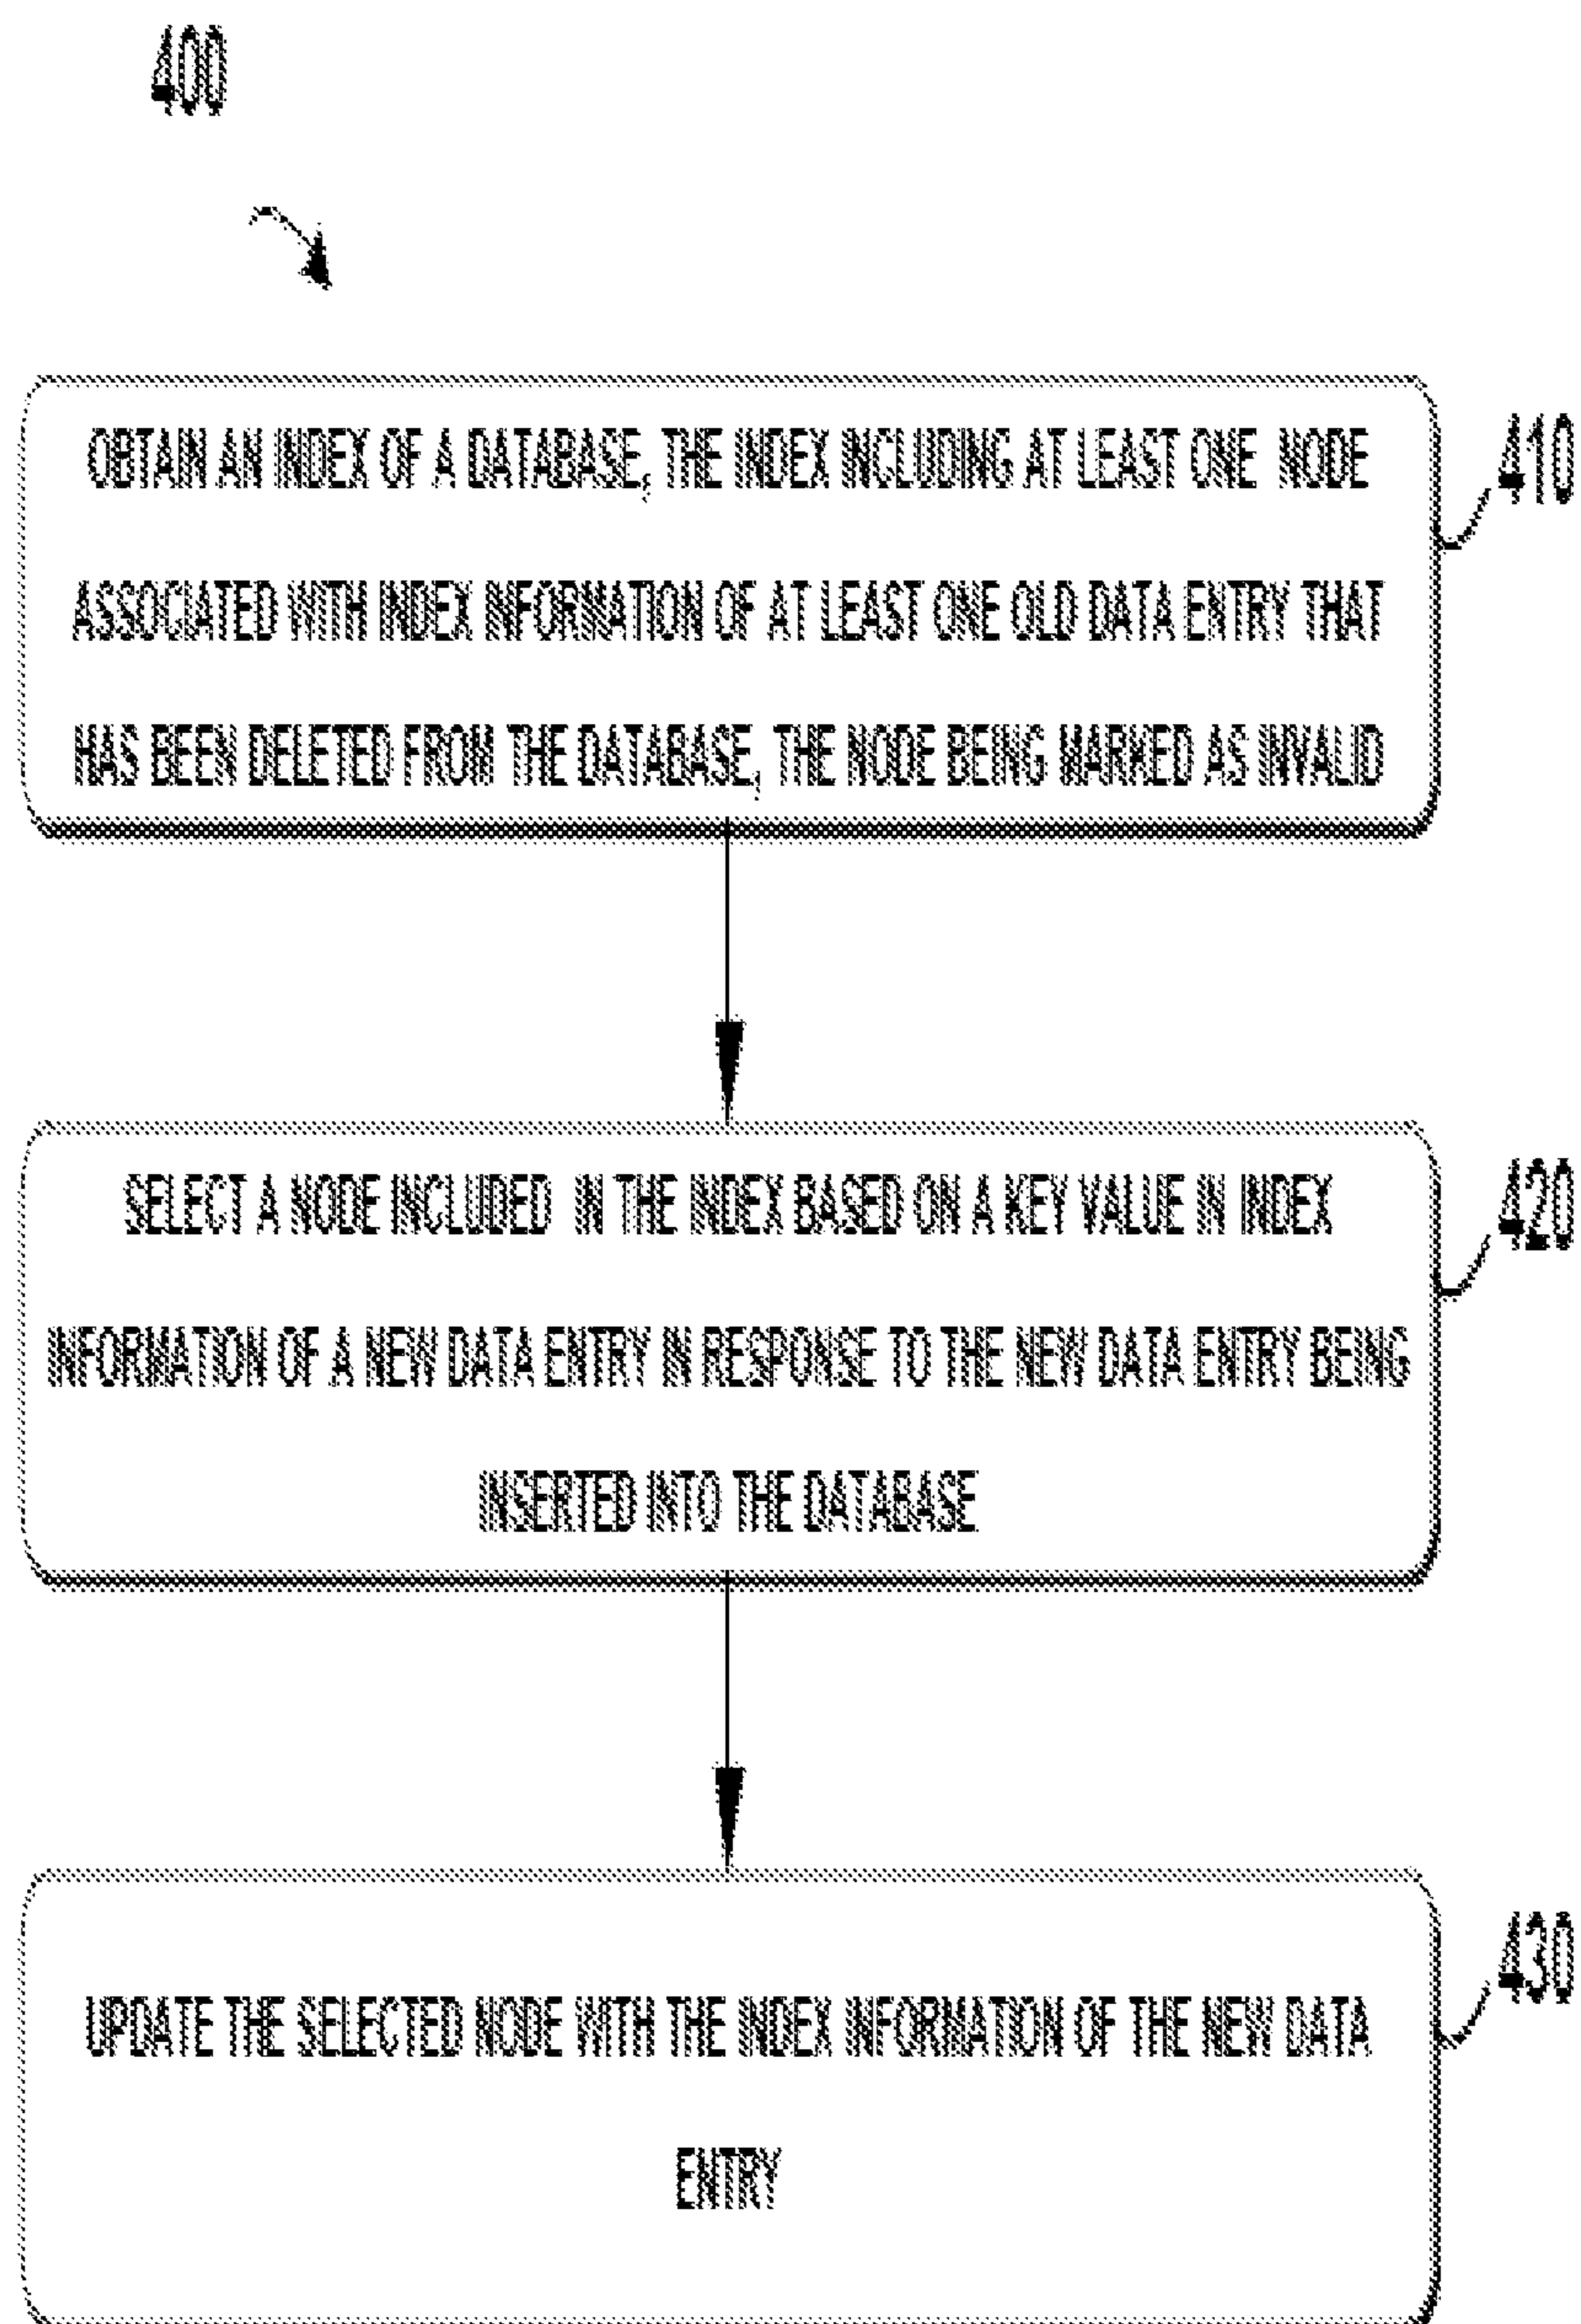 400
OBTAIN AN INDEX OF A DATABASE, THE INDEX INCLUDING AT LEAST ONE NODE
410
ASSOCIATED WITH INDEX INFORMATION OF AT LEAST ONE OLD DATA ENTRY THAT
HAS BEEN DELETED FROM THE DATABASE, THE NODE BEING MARKED AS INVALID
SELECT A NODE INCLUDED IN THE INDEX BASED ON A KEY VALUE IN INDEX
420
INFORMATION OF A NEW DATA ENTRY IN RESPONSE TO THE NEW DATA ENTRY BEING
INSERTED INTO THE DATABASE
430
UPDATE THE SELECTED NODE WITH THE INDEX INFORMATION OF THE NEW DATA
ENTRY